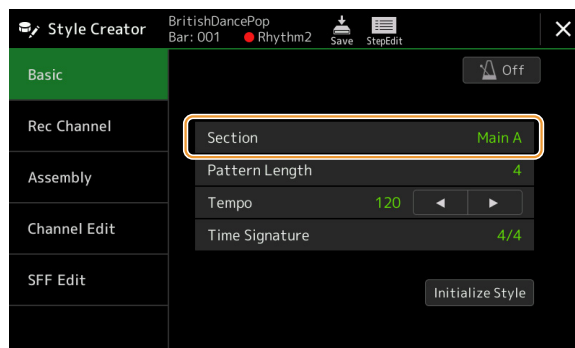 Style Creator
BritishDancePop
Bar: 001 Rhythm2
Save
StepEdit
Basic
Off
Rec Channel
Section Main A
Assembly
Pattern Length 4
Tempo 120
Channel Edit
Time Signature 4/4
SFF Edit
Initialize Style